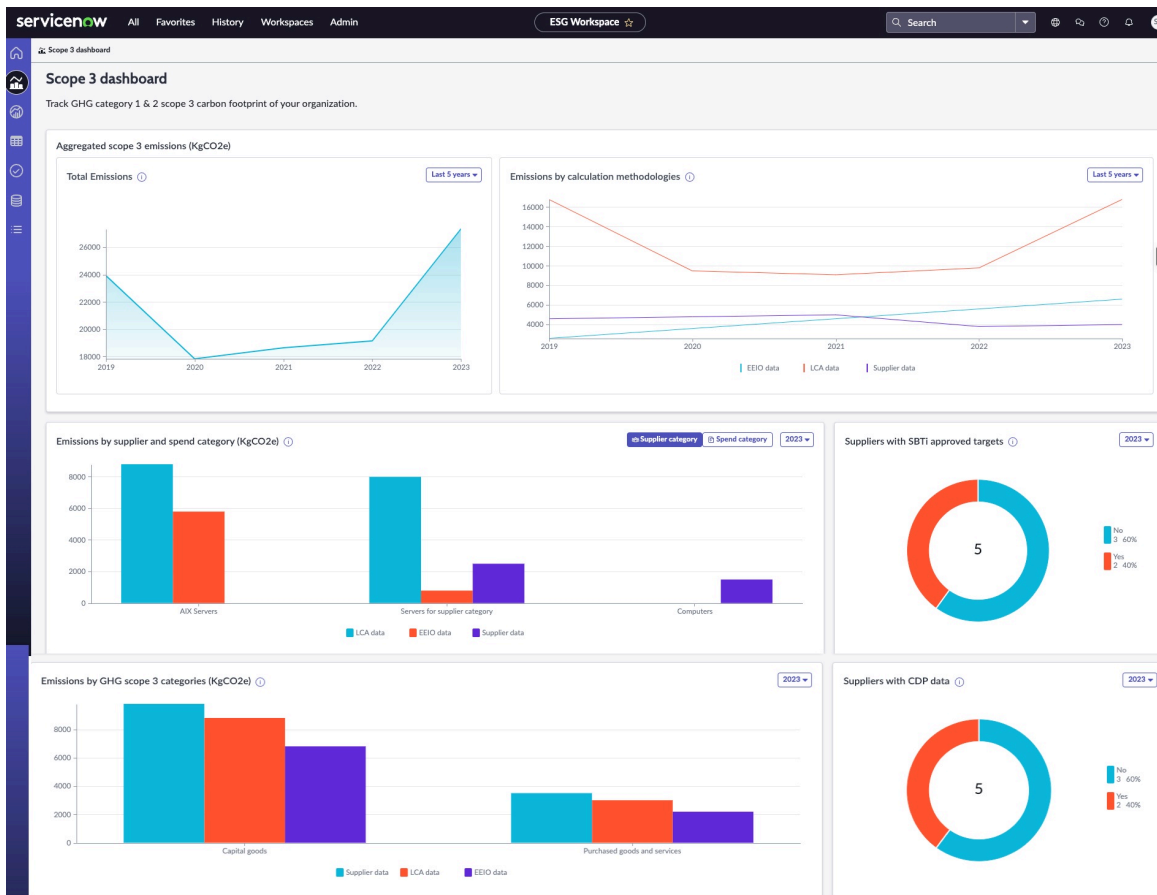 servicenow All Favorites History Workspaces Admin ESG Workspace Search
Scope 3 dashboard
Scope 3 dashboard
Track GHG category 1 & 2 scope 3 carbon footprint of your organization.
Aggregated scope 3 emissions (KgCO2e)
Total Emissions Last 5 years
26000
24000
22000
20000
18000
2019 2020 2021 2022 2023
Emissions by calculation methodologies Last 5 years
16000
14000
12000
10000
8000
6000
4000
2019 2020 2021 2022 2023
EEIO data LCA data Supplier data
Emissions by supplier and spend category (KgCO2e) Supplier category Spend category 2023
8000
6000
4000
2000
0
AIX Servers Servers for supplier category Computers
LCA data EEIO data Supplier data
Suppliers with SBTi approved targets 2023
5
No
3 60%
Yes
2 40%
Emissions by GHG scope 3 categories (KgCO2e) 2023
8000
6000
4000
2000
0
Capital goods Purchased goods and services
Supplier data LCA data EEIO data
Suppliers with CDP data 2023
5
No
3 60%
Yes
2 40%